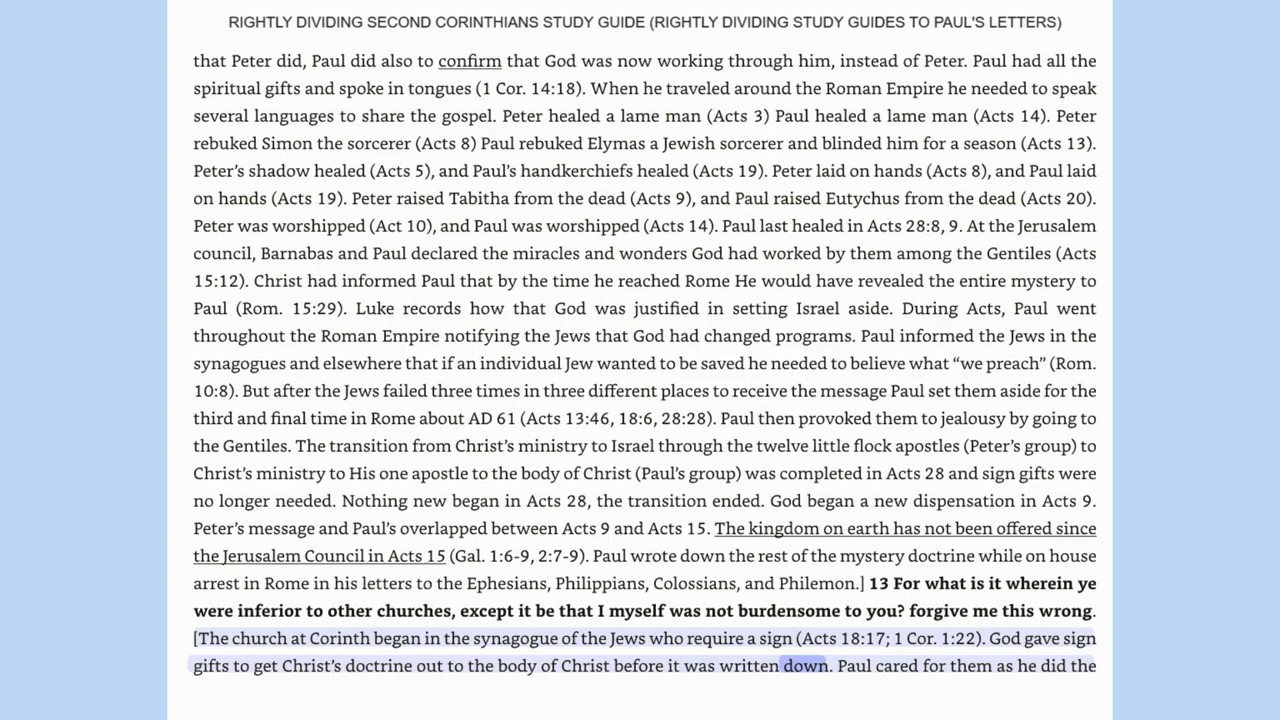 RIGHTLY DIVIDING SECOND CORINTHIANS STUDY GUIDE (RIGHTLY DIVIDING STUDY GUIDES TO PAUL'S LETTERS)
that Peter did, Paul did also to confirm that God was now working through him, instead of Peter. Paul had all the
spiritual gifts and spoke in tongues (1 Cor. 14:18). When he traveled around the Roman Empire he needed to speak
several languages to share the gospel. Peter healed a lame man (Acts 3) Paul healed a lame man (Acts 14). Peter
rebuked Simon the sorcerer (Acts 8) Paul rebuked Elymas a Jewish sorcerer and blinded him for a season (Acts 13).
Peter’s shadow healed (Acts 5), and Paul’s handkerchiefs healed (Acts 19). Peter laid on hands (Acts 8), and Paul laid
on hands (Acts 19). Peter raised Tabitha from the dead (Acts 9), and Paul raised Eutychus from the dead (Acts 20).
Peter was worshipped (Act 10), and Paul was worshipped (Acts 14). Paul last healed in Acts 28:8, 9. At the Jerusalem
council, Barnabas and Paul declared the miracles and wonders God had worked by them among the Gentiles (Acts
15:12). Christ had informed Paul that by the time he reached Rome He would have revealed the entire mystery to
Paul (Rom. 15:29). Luke records how that God was justified in setting Israel aside. During Acts, Paul went
throughout the Roman Empire notifying the Jews that God had changed programs. Paul informed the Jews in the
synagogues and elsewhere that if an individual Jew wanted to be saved he needed to believe what “we preach” (Rom.
10:8). But after the Jews failed three times in three different places to receive the message Paul set them aside for the
third and final time in Rome about AD 61 (Acts 13:46, 18:6, 28:28). Paul then provoked them to jealousy by going to
the Gentiles. The transition from Christ’s ministry to Israel through the twelve little flock apostles (Peter’s group) to
Christ’s ministry to His one apostle to the body of Christ (Paul’s group) was completed in Acts 28 and sign gifts were
no longer needed. Nothing new began in Acts 28, the transition ended. God began a new dispensation in Acts 9.
Peter’s message and Paul’s overlapped between Acts 9 and Acts 15. The kingdom on earth has not been offered since
the Jerusalem Council in Acts 15 (Gal. 1:6-9, 2:7-9). Paul wrote down the rest of the mystery doctrine while on house
arrest in Rome in his letters to the Ephesians, Philippians, Colossians, and Philemon.] 13 For what is it wherein ye
were inferior to other churches, except it be that I myself was not burdensome to you? forgive me this wrong.
[The church at Corinth began in the synagogue of the Jews who require a sign (Acts 18:17; 1 Cor. 1:22). God gave sign
gifts to get Christ’s doctrine out to the body of Christ before it was written down. Paul cared for them as he did the